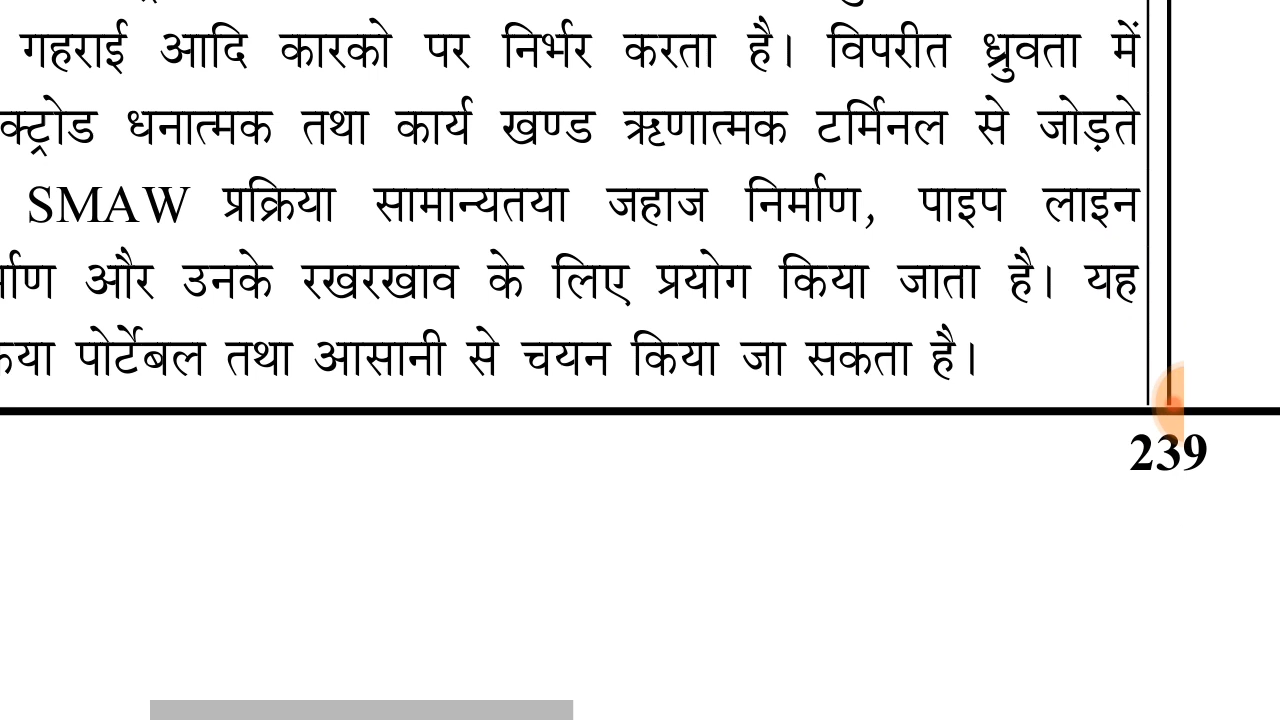 गहराई आदि कारको पर निर्भर करता है। विपरीत ध्रुवता में
धनात्मक तथा कार्य खण्ड ऋणात्मक टर्मिनल से जोड़ते
SMAW प्रक्रिया सामान्यतया जहाज निर्माण, पाइप लाइन
और उनके रखरखाव के लिए प्रयोग किया जाता है। यह
पोर्टेबल तथा आसानी से चयन किया जा सकता है।
239